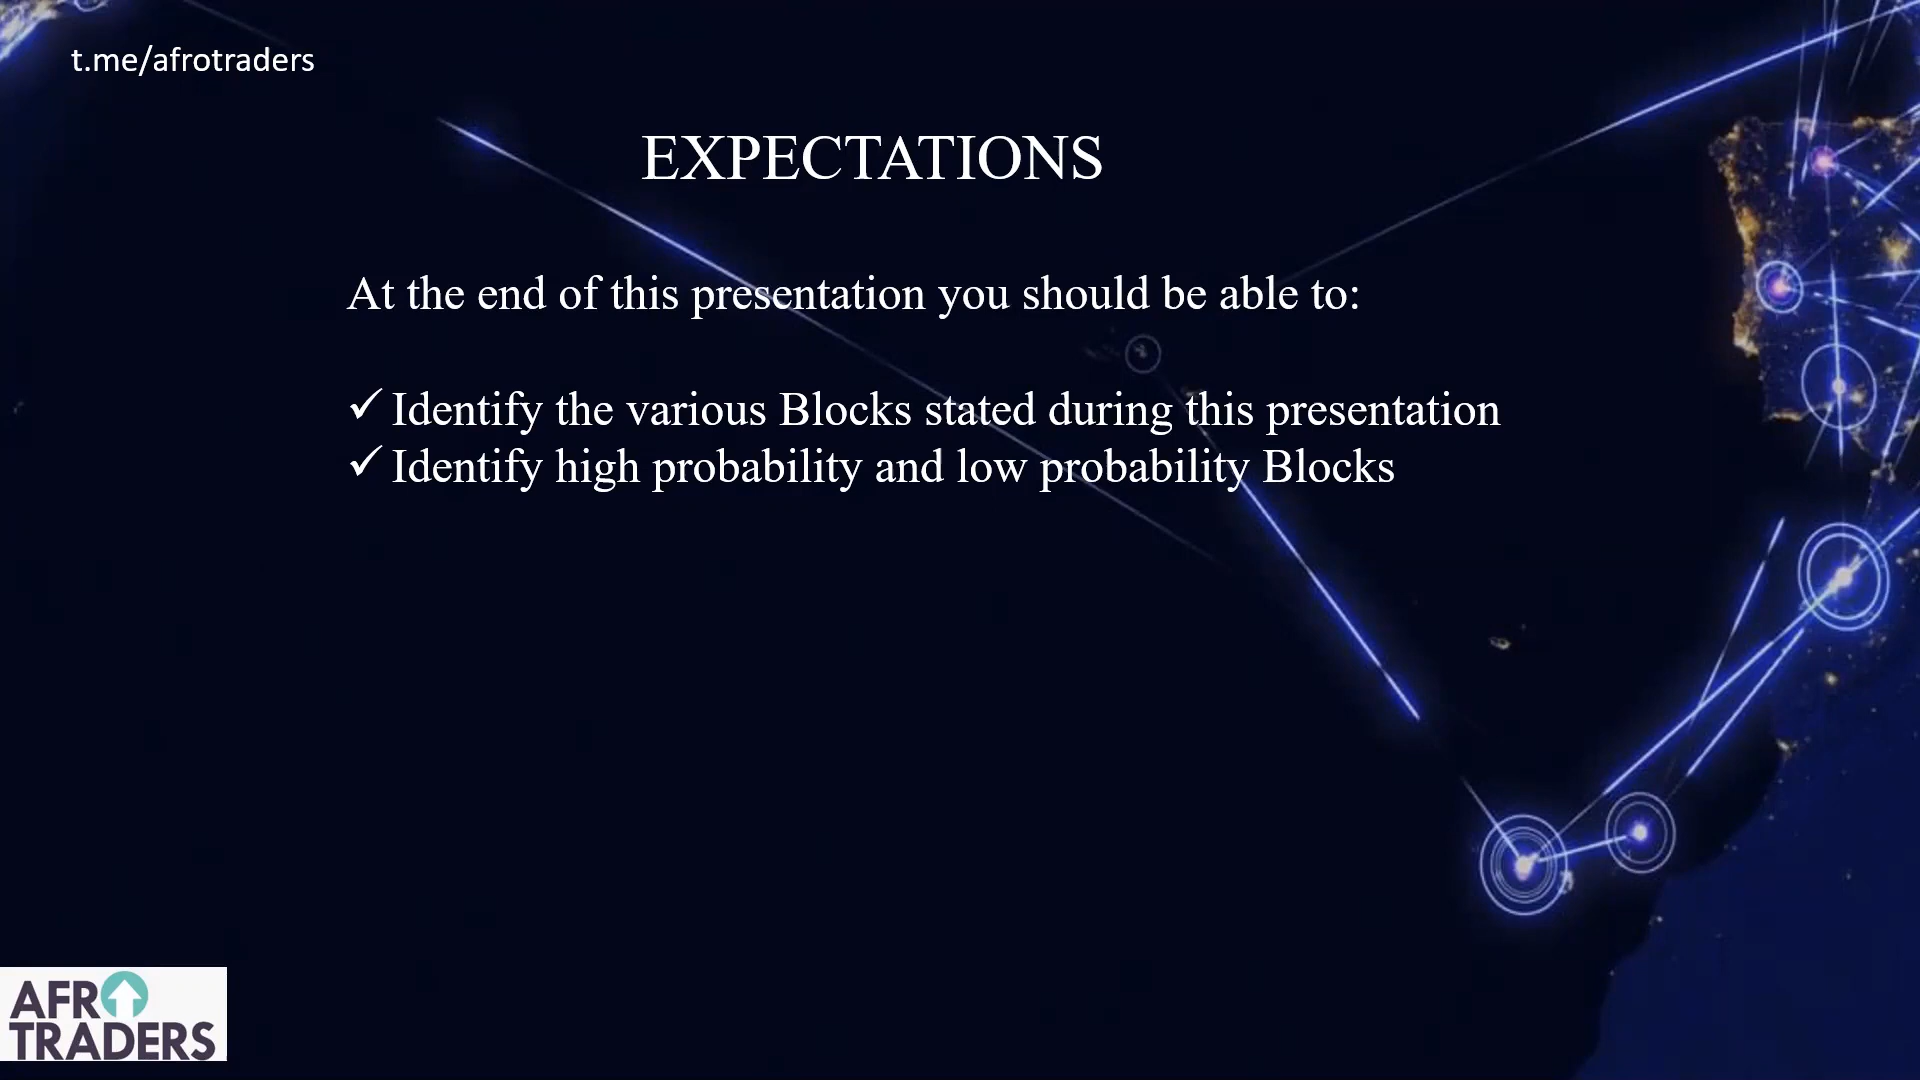 t.me/afrotraders
EXPECTATIONS
At the end of this presentation you should be able to:
✓ Identify the various Blocks stated during this presentation
✓ Identify high probability and low probability Blocks
AFRO
TRADERS